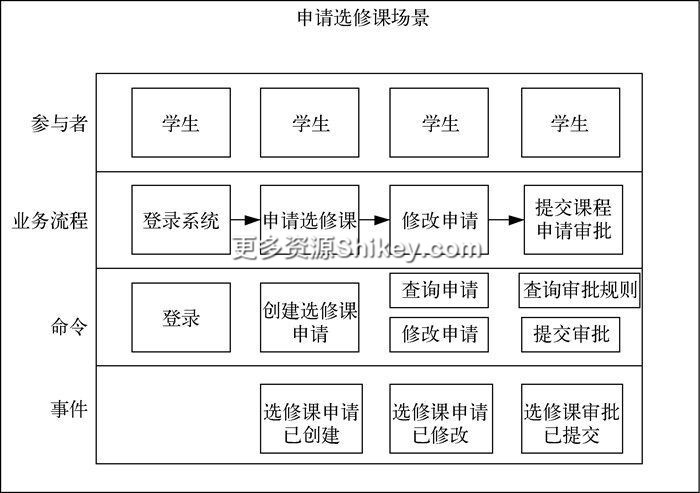 申请选修课场景
参与者
学生
学生
学生
学生
业务流程
登录系统
申请选修课
修改申请
提交课程
申请审批
更多资源Shikey.com
命令
登录
创建选修课
申请
查询申请
修改申请
查询审批规则
提交审批
事件
选修课申请
已创建
选修课申请
已修改
选修课审批
已提交